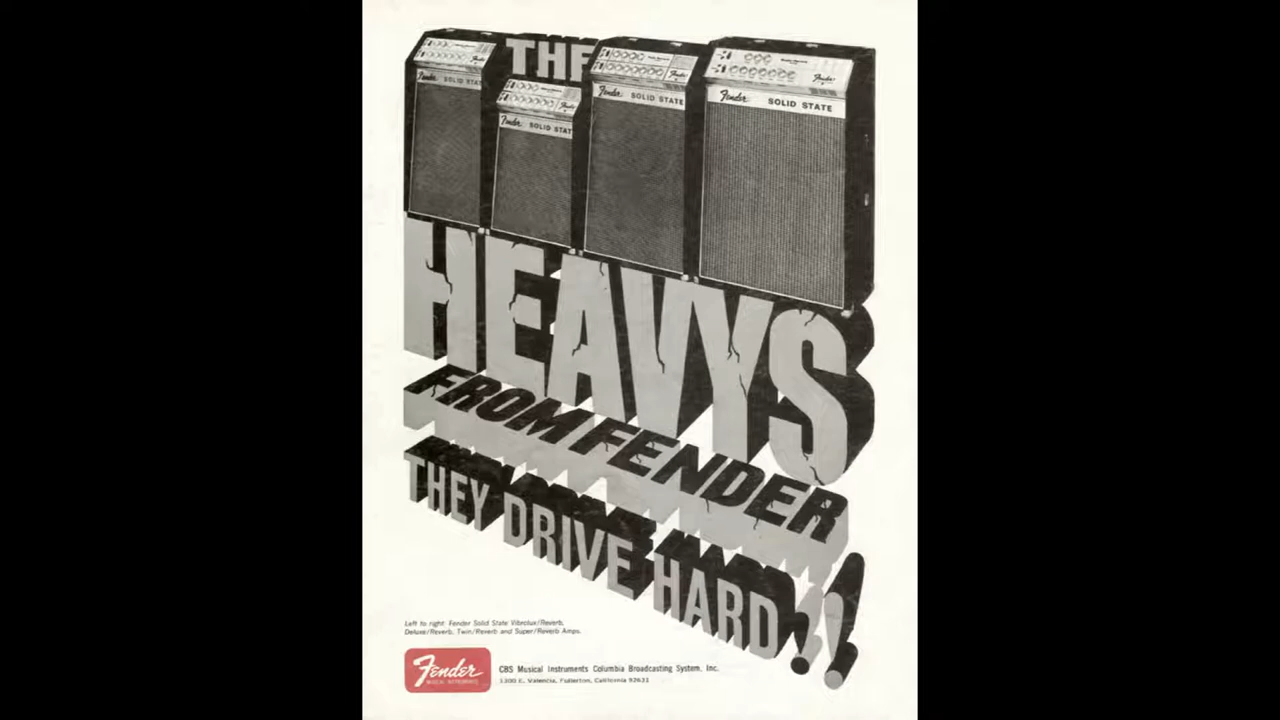 THE
Fender SOLID STATE
Fender SOLID STATE
Fender SOLID STATE
Fender SOLID STATE
HEAVYS
FROM FENDER
THEY DRIVE HARD!!
Left to right: Fender Solid State Vibrolux/Reverb,
Deluxe/Reverb, Twin/Reverb and Super/Reverb Amps.
Fender
MUSICAL INSTRUMENTS
CBS Musical Instruments Columbia Broadcasting System, Inc.
1300 E. Valencia, Fullerton, California 92631